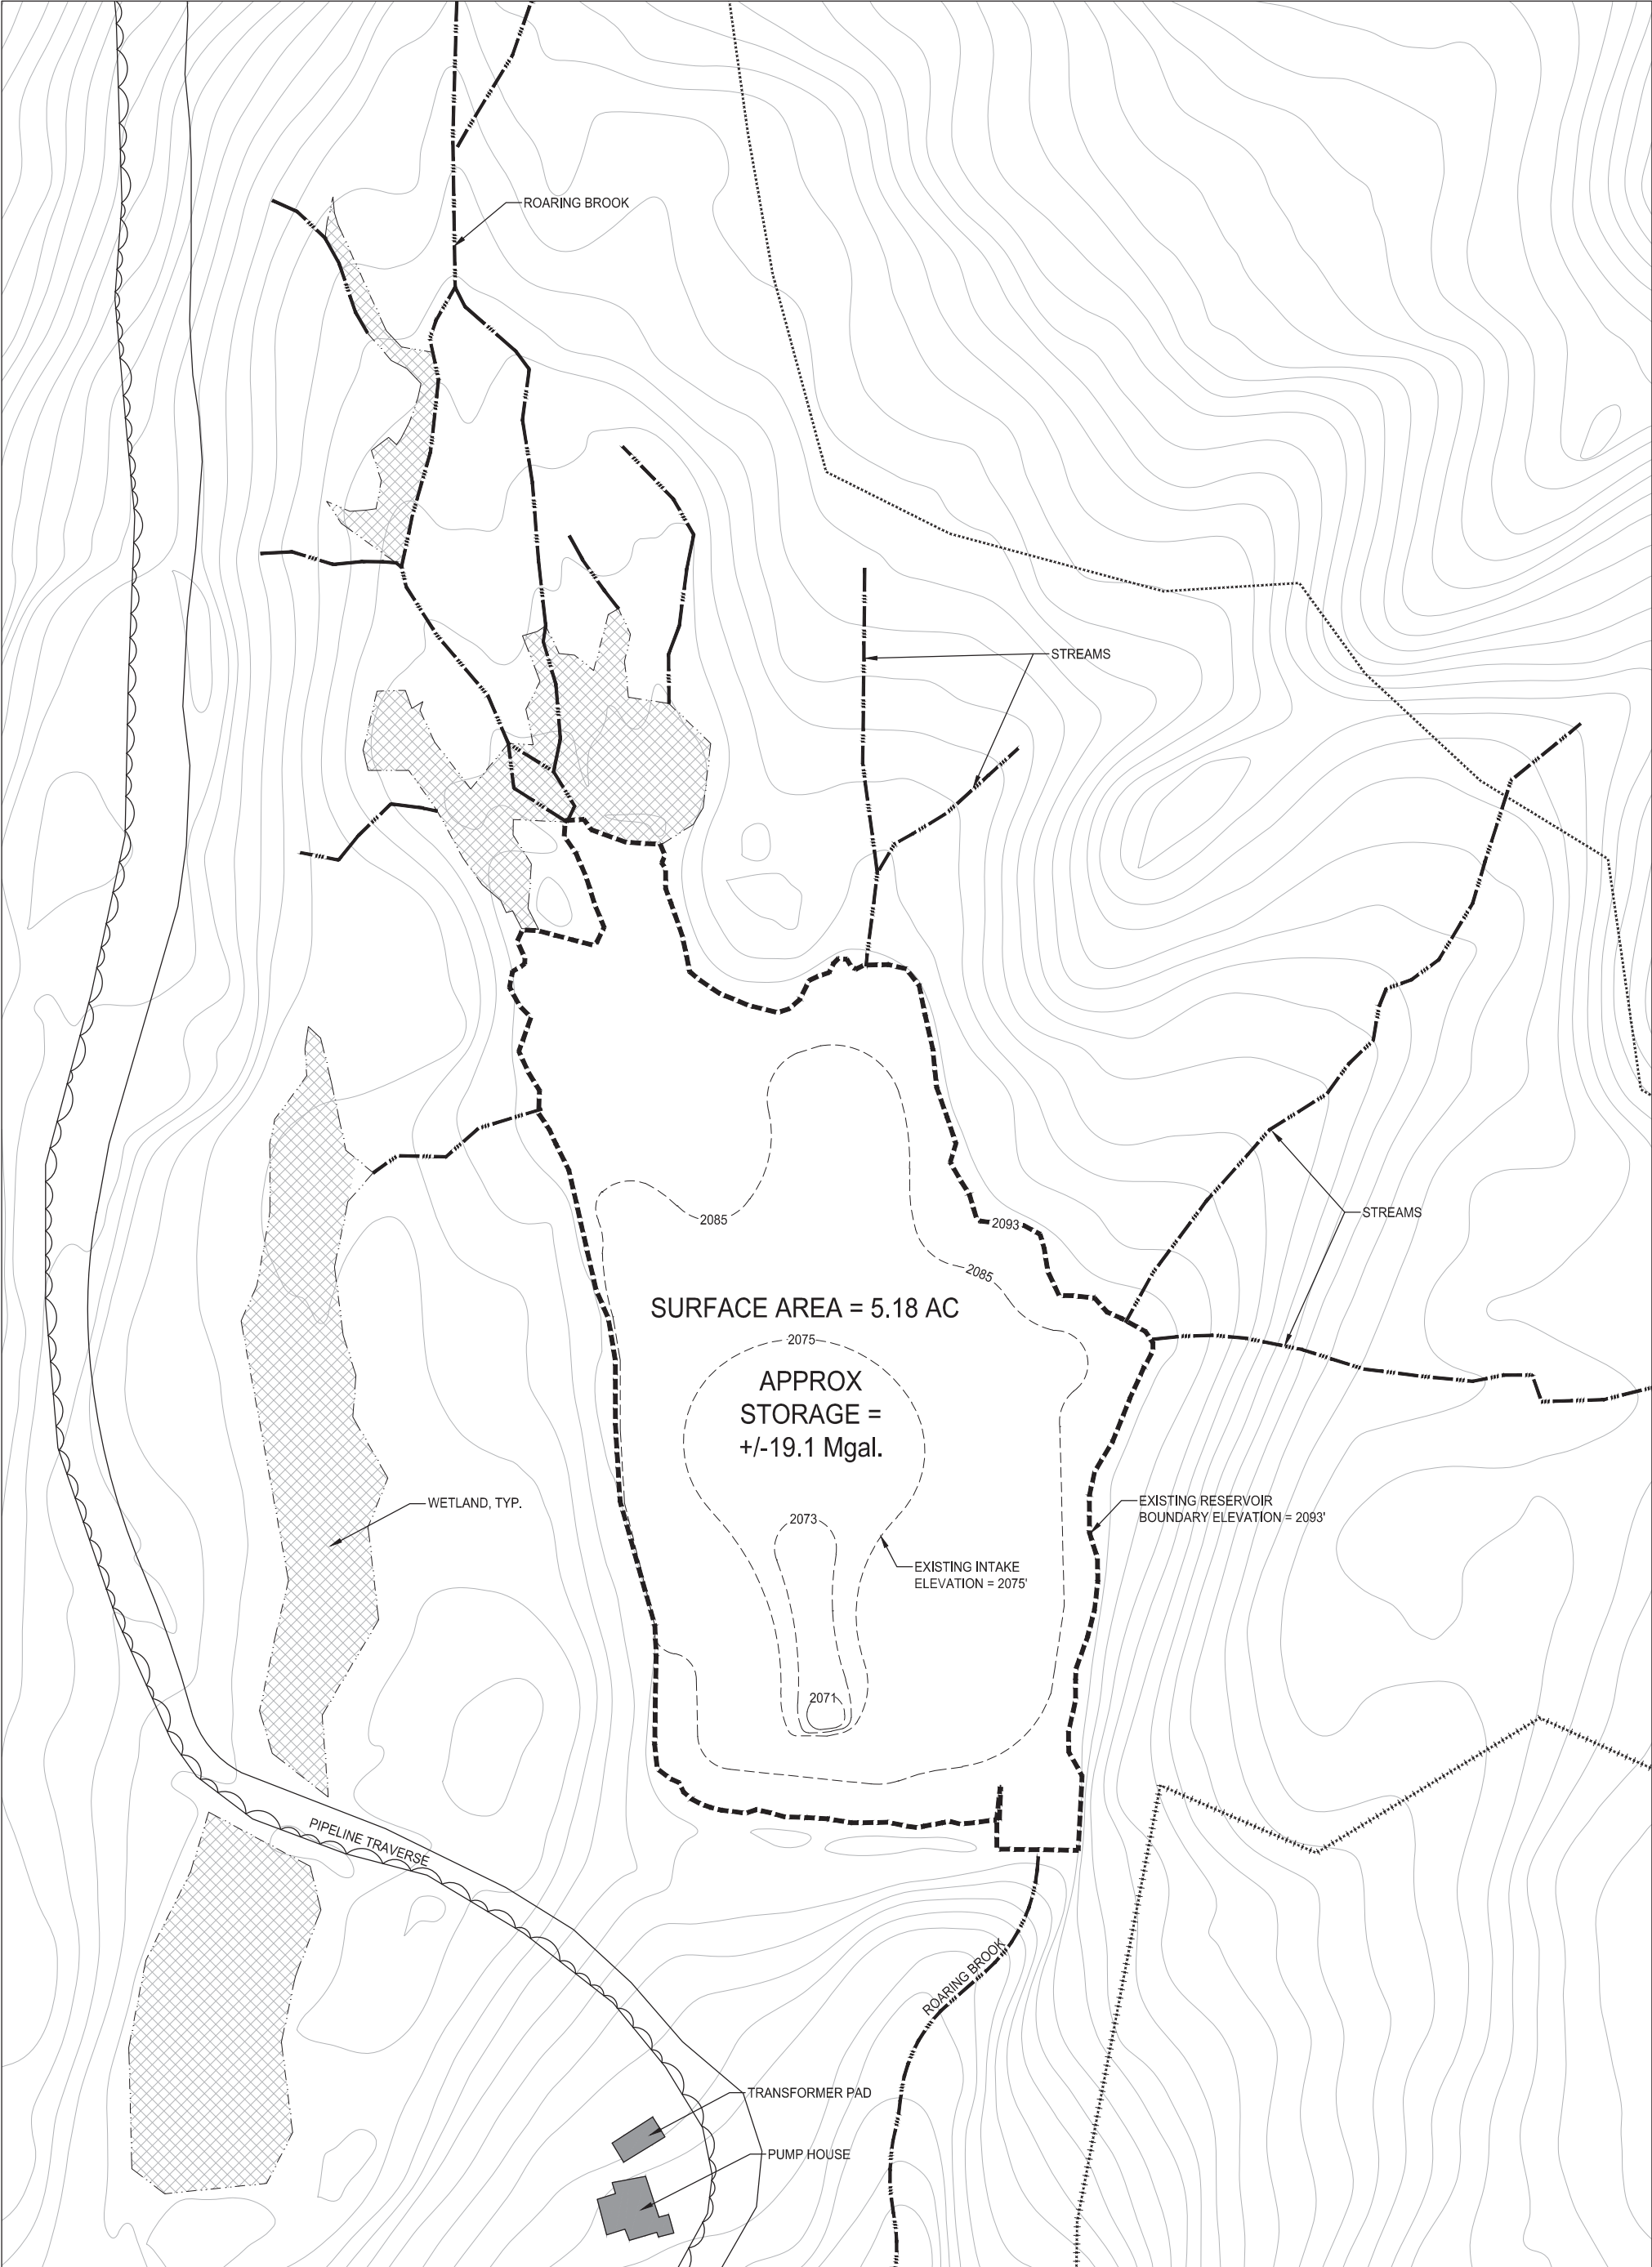 ROARING BROOK
STREAMS
2085
2093
2085
STREAMS
SURFACE AREA = 5.18 AC
2075
APPROX
STORAGE =
+/-19.1 Mgal.
WETLAND, TYP.
EXISTING RESERVOIR
BOUNDARY ELEVATION = 2093'
2073
EXISTING INTAKE
ELEVATION = 2075'
2071
PIPELINE TRAVERSE
ROARING BROOK
TRANSFORMER PAD
PUMP HOUSE